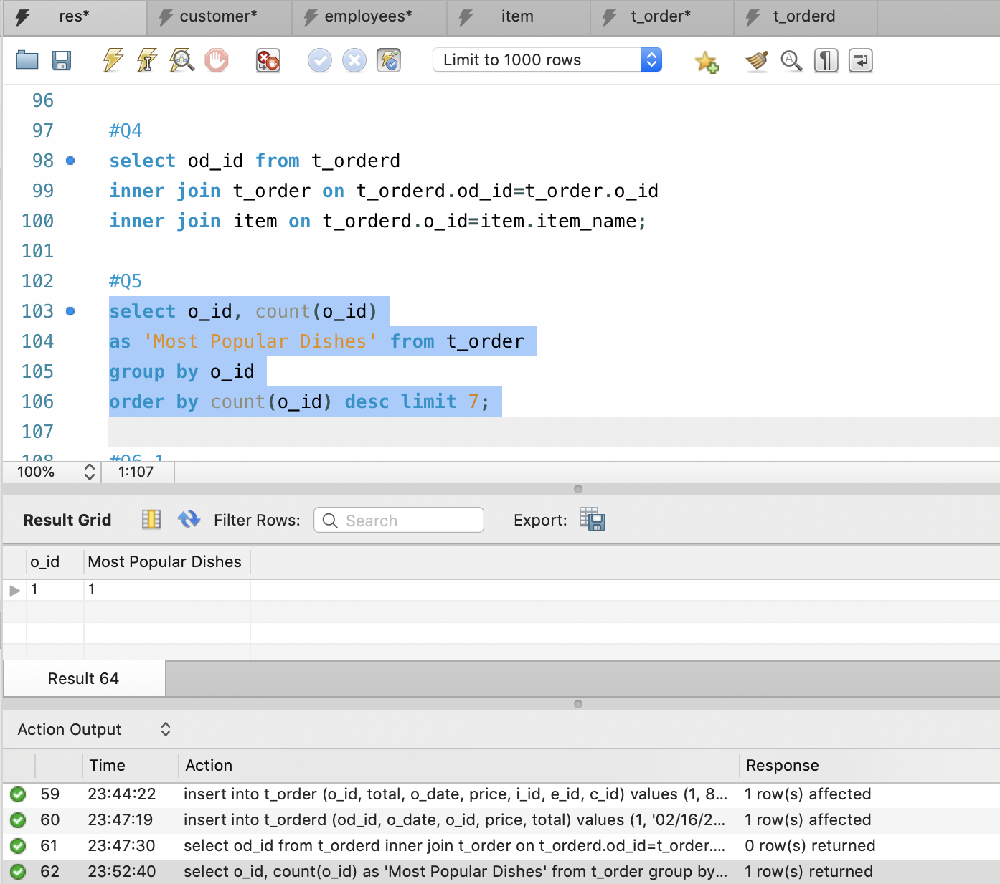 res* customer* employees* item t_order* t_orderd
Limit to 1000 rows
96
97 #Q4
98 select od_id from t_orderd
99 inner join t_order on t_orderd.od_id=t_order.o_id
100 inner join item on t_orderd.o_id=item.item_name;
101
102 #Q5
103 select o_id, count(o_id)
104 as 'Most Popular Dishes' from t_order
105 group by o_id
106 order by count(o_id) desc limit 7;
107
108 #Q6 1
100% 1:107
Result Grid Filter Rows: Search Export:
o_id Most Popular Dishes
1 1
Result 64
Action Output
Time Action Response
59 23:44:22 insert into t_order (o_id, total, o_date, price, i_id, e_id, c_id) values (1, 8... 1 row(s) affected
60 23:47:19 insert into t_orderd (od_id, o_date, o_id, price, total) values (1, '02/16/2... 1 row(s) affected
61 23:47:30 select od_id from t_orderd inner join t_order on t_orderd.od_id=t_order.... 0 row(s) returned
62 23:52:40 select o_id, count(o_id) as 'Most Popular Dishes' from t_order group by... 1 row(s) returned